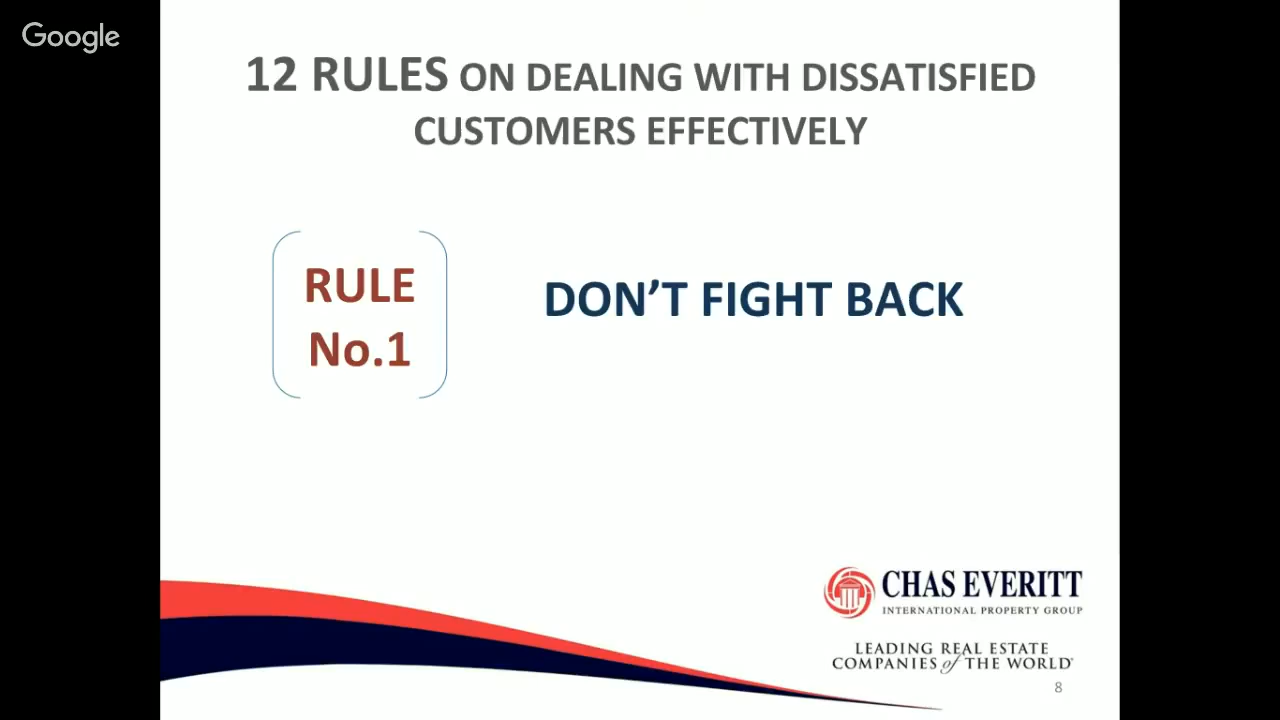 Google
12 RULES ON DEALING WITH DISSATISFIED
CUSTOMERS EFFECTIVELY
RULE
No.1
DON’T FIGHT BACK
CHAS EVERITT
INTERNATIONAL PROPERTY GROUP
LEADING REAL ESTATE
COMPANIES of THE WORLD
8